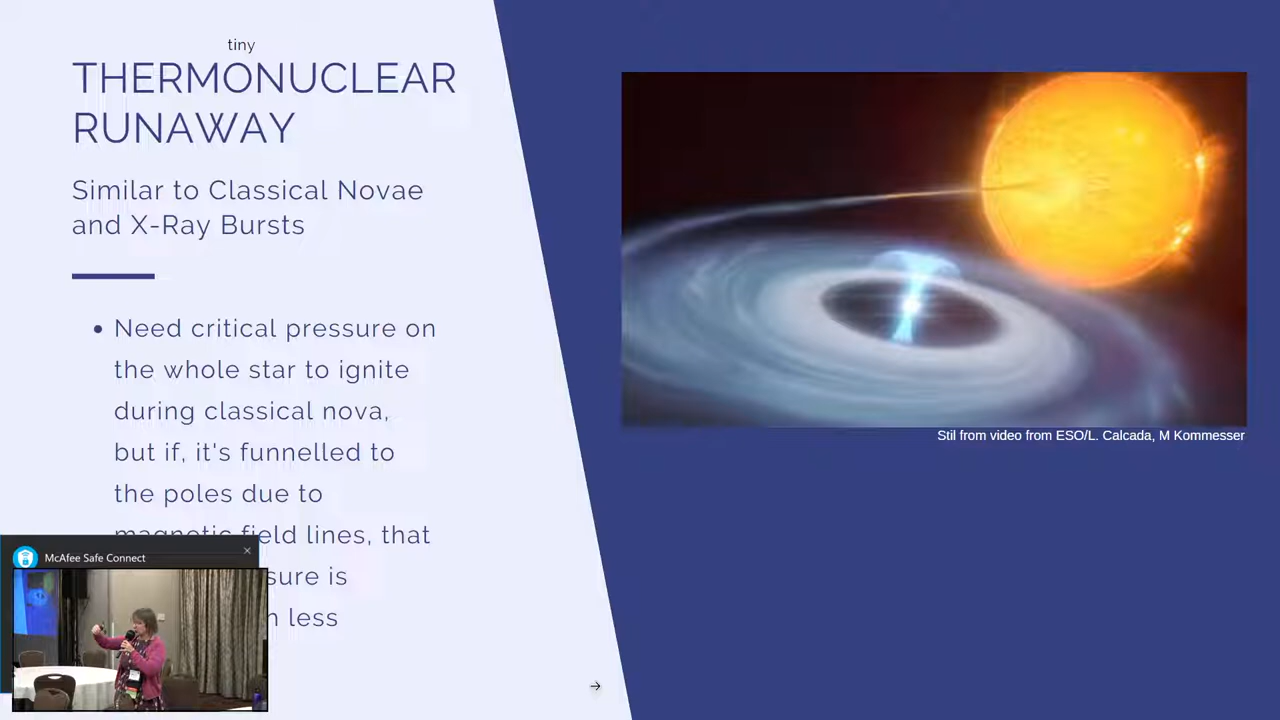 tiny
THERMONUCLEAR
RUNAWAY
Similar to Classical Novae
and X-Ray Bursts
• Need critical pressure on
the whole star to ignite
during classical nova,
but if, it's funnelled to
the poles due to
magnetic field lines, that
sure is
less
Stil from video from ESO/L. Calcada, M Kommesser
McAfee Safe Connect